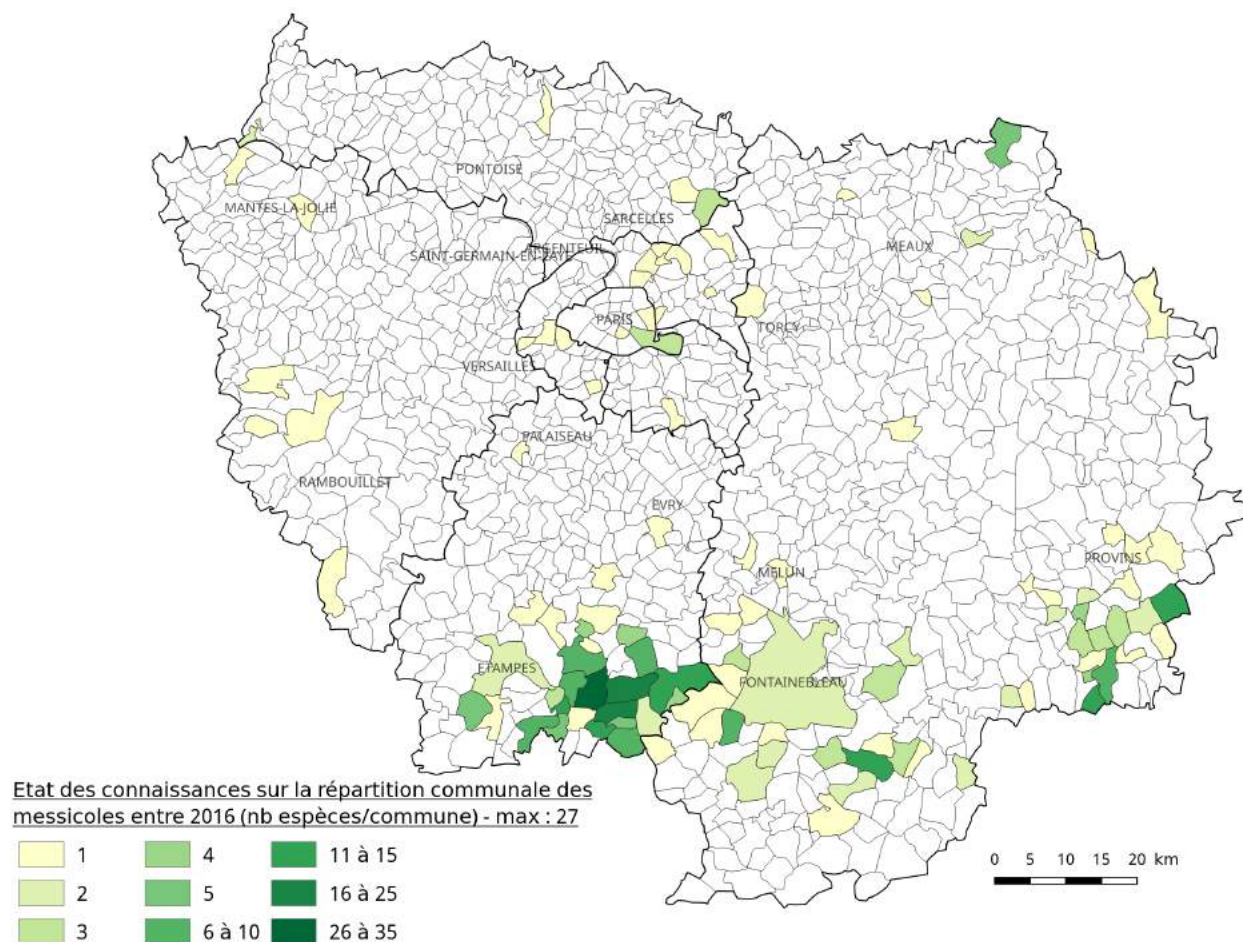 PONTOISE
MANTES-LA-JOLIE
SARCELLES
MEAUX
ARGENTEUIL
SAINT-GERMAIN-EN-LAYE
PARIS
TORCY
VERSAILLES
PALAISEAU
RAMBOUILLET
EVRY
PROVINS
MELUN
ETAMPES
FONTAINEBLEAU
Etat des connaissances sur la répartition communale des
messicoles entre 2016 (nb espèces/commune) - max : 27
1
4
11 à 15
2
5
16 à 25
3
6 à 10
26 à 35
0 5 10 15 20 km